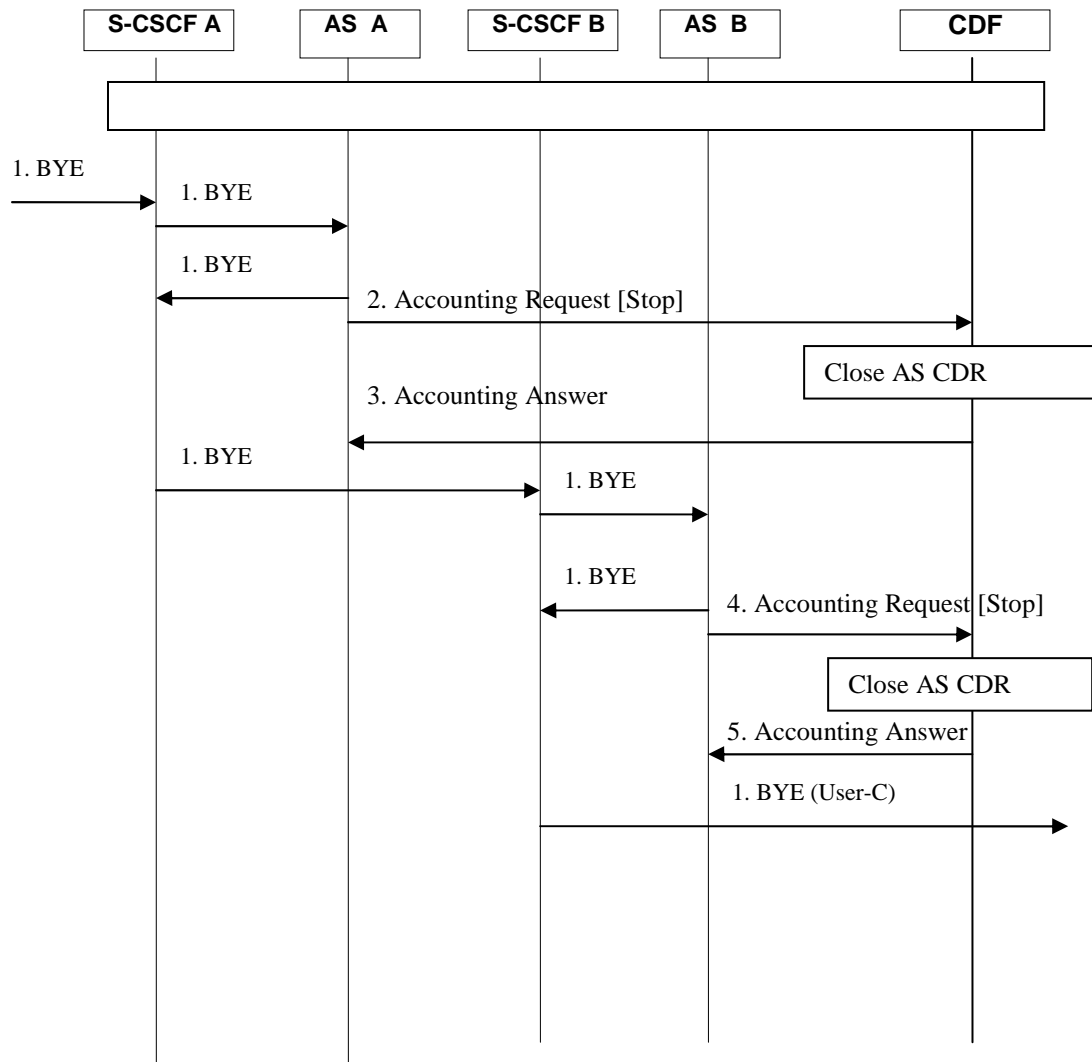 S-CSCF A
AS A
S-CSCF B
AS B
CDF
1. BYE
1. BYE
1. BYE
2. Accounting Request [Stop]
Close AS CDR
3. Accounting Answer
1. BYE
1. BYE
1. BYE
4. Accounting Request [Stop]
Close AS CDR
5. Accounting Answer
1. BYE (User-C)